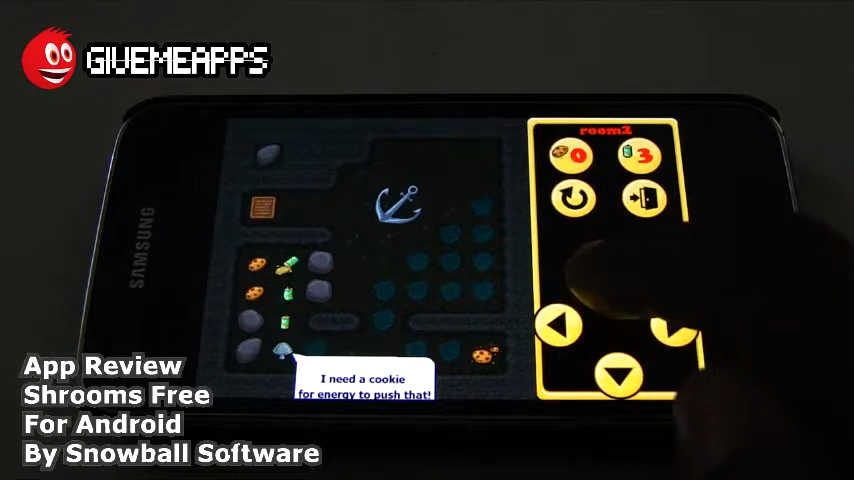 GIVEMEAPPS
room2
0
3
SAMSUNG
I need a cookie
for energy to push that!
App Review
Shrooms Free
For Android
By Snowball Software